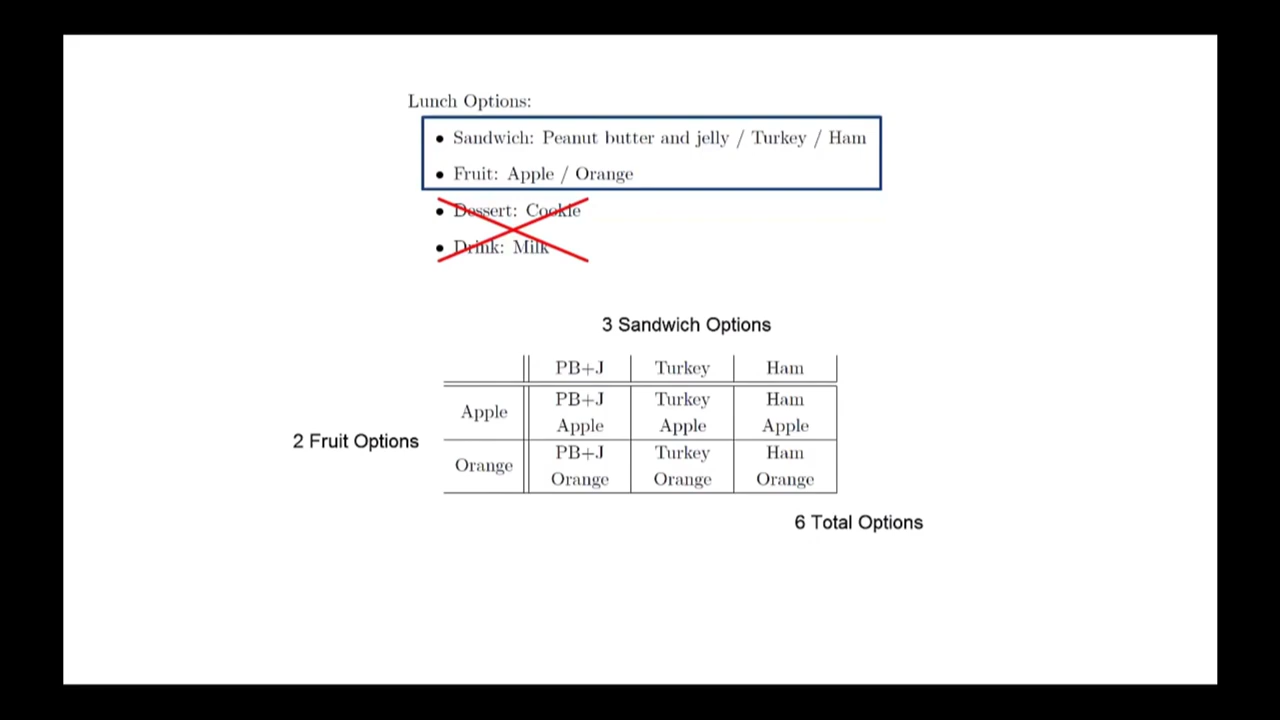 Lunch Options:
• Sandwich: Peanut butter and jelly / Turkey / Ham
• Fruit: Apple / Orange
• Dessert: Cookie
• Drink: Milk
3 Sandwich Options
PB+J Turkey Ham
Apple PB+J Apple Turkey Apple Ham Apple
2 Fruit Options
Orange PB+J Orange Turkey Orange Ham Orange
6 Total Options